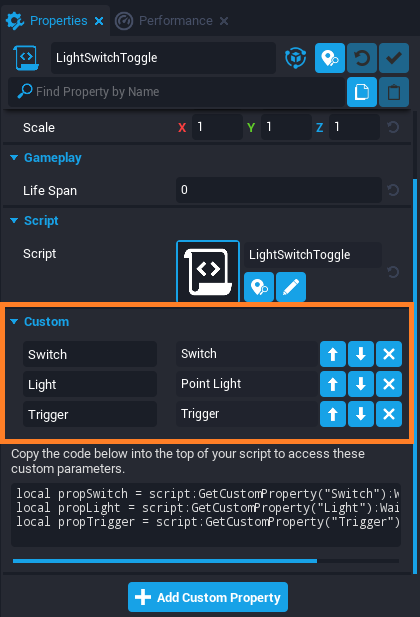 Properties
Performance
LightSwitchToggle
Find Property by Name
Scale X 1 Y 1 Z 1
Gameplay
Life Span 0
Script
Script LightSwitchToggle
Custom
Switch Switch
Light Point Light
Trigger Trigger
Copy the code below into the top of your script to access these
custom parameters.
local propSwitch = script:GetCustomProperty("Switch"):W
local propLight = script:GetCustomProperty("Light"):Wai
local propTrigger = script:GetCustomProperty("Trigger")
Add Custom Property